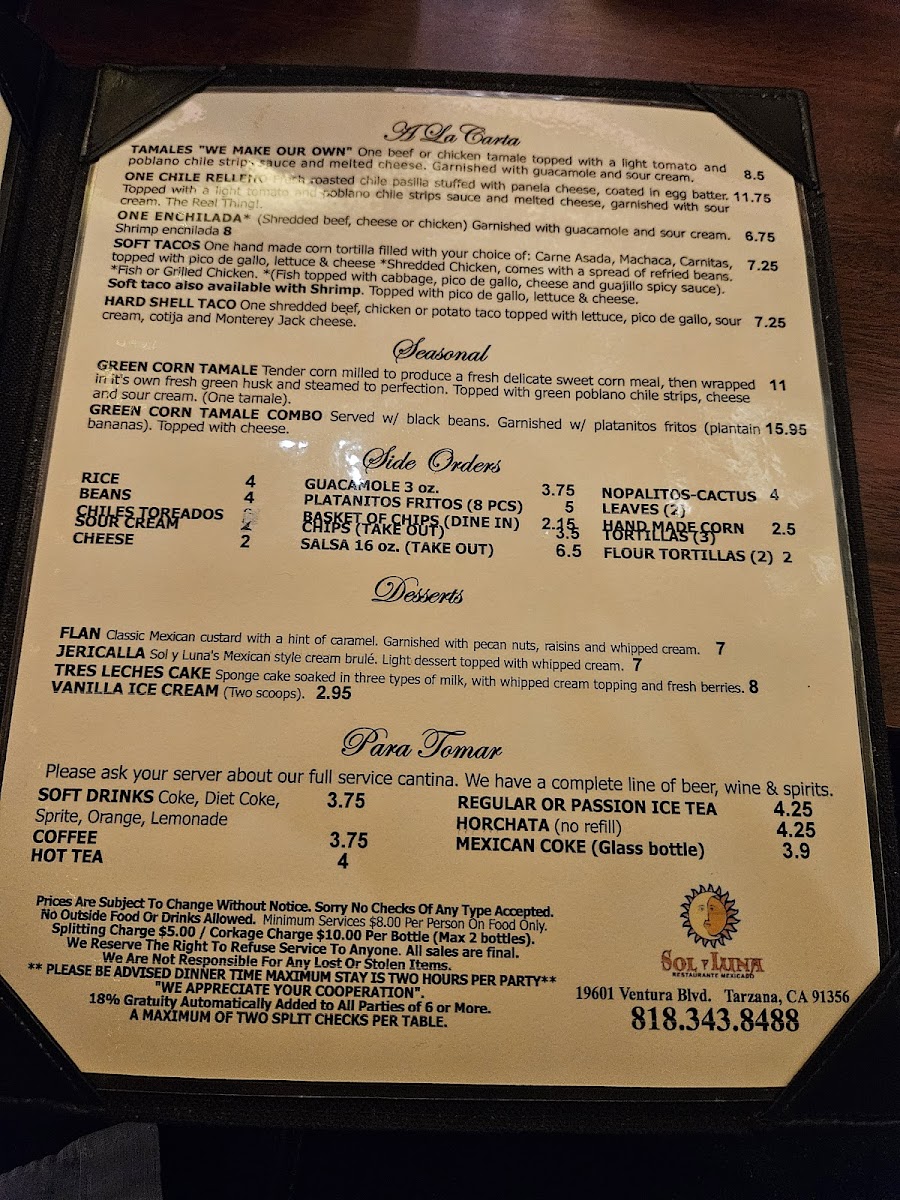 A La Carta
TAMALES "WE MAKE OUR OWN" One beef or chicken tamale topped with a light tomato and
poblano chile strips sauce and melted cheese. Garnished with guacamole and sour cream. 8.5
ONE CHILE RELLENO roasted chile pasilla stuffed with panela cheese, coated in egg batter. 11.75
Topped with a light tomato and poblano chile strips sauce and melted cheese, garnished with sour
cream. The Real Thing!.
ONE ENCHILADA* (Shredded beef, cheese or chicken) Garnished with guacamole and sour cream. 6.75
Shrimp encnilada 8
SOFT TACOS One hand made corn tortilla filled with your choice of: Carne Asada, Machaca, Carnitas, 7.25
topped with pico de gallo, lettuce & cheese *Shredded Chicken, comes with a spread of refried beans.
*Fish or Grilled Chicken. *(Fish topped with cabbage, pico de gallo, cheese and guajillo spicy sauce).
Soft taco also available with Shrimp. Topped with pico de gallo, lettuce & cheese.
HARD SHELL TACO One shredded beef, chicken or potato taco topped with lettuce, pico de gallo, sour 7.25
cream, cotija and Monterey Jack cheese.
Seasonal
GREEN CORN TAMALE Tender corn milled to produce a fresh delicate sweet corn meal, then wrapped 11
in it's own fresh green husk and steamed to perfection. Topped with green poblano chile strips, cheese
and sour cream. (One tamale).
GREEN CORN TAMALE COMBO Served w/ black beans. Garnished w/ platanitos fritos (plantain 15.95
bananas). Topped with cheese.
Side Orders
RICE 4
BEANS 4
CHILES TOREADOS
SOUR CREAM 2
CHEESE 2
GUACAMOLE 3 oz. 3.75
PLATANITOS FRITOS (8 PCS) 5
BASKET OF CHIPS (DINE IN) 2.15
CHIPS (TAKE OUT) 3.5
SALSA 16 oz. (TAKE OUT) 6.5
NOPALITOS-CACTUS 4
LEAVES (2)
HAND MADE CORN 2.5
TORTILLAS (3)
FLOUR TORTILLAS (2) 2
Desserts
FLAN Classic Mexican custard with a hint of caramel. Garnished with pecan nuts, raisins and whipped cream. 7
JERICALLA Sol y Luna's Mexican style cream brulé. Light dessert topped with whipped cream. 7
TRES LECHES CAKE Sponge cake soaked in three types of milk, with whipped cream topping and fresh berries. 8
VANILLA ICE CREAM (Two scoops). 2.95
Para Tomar
Please ask your server about our full service cantina. We have a complete line of beer, wine & spirits.
SOFT DRINKS Coke, Diet Coke, 3.75
Sprite, Orange, Lemonade
COFFEE 3.75
HOT TEA 4
REGULAR OR PASSION ICE TEA 4.25
HORCHATA (no refill) 4.25
MEXICAN COKE (Glass bottle) 3.9
Prices Are Subject To Change Without Notice. Sorry No Checks Of Any Type Accepted.
No Outside Food Or Drinks Allowed. Minimum Services $8.00 Per Person On Food Only.
Splitting Charge $5.00 / Corkage Charge $10.00 Per Bottle (Max 2 bottles).
We Reserve The Right To Refuse Service To Anyone. All sales are final.
We Are Not Responsible For Any Lost Or Stolen Items.
** PLEASE BE ADVISED DINNER TIME MAXIMUM STAY IS TWO HOURS PER PARTY**
"WE APPRECIATE YOUR COOPERATION".
18% Gratuity Automatically Added to All Parties of 6 or More.
A MAXIMUM OF TWO SPLIT CHECKS PER TABLE.
SOL Y LUNA
RESTAURANTE MEXICANO
19601 Ventura Blvd. Tarzana, CA 91356
818.343.8488